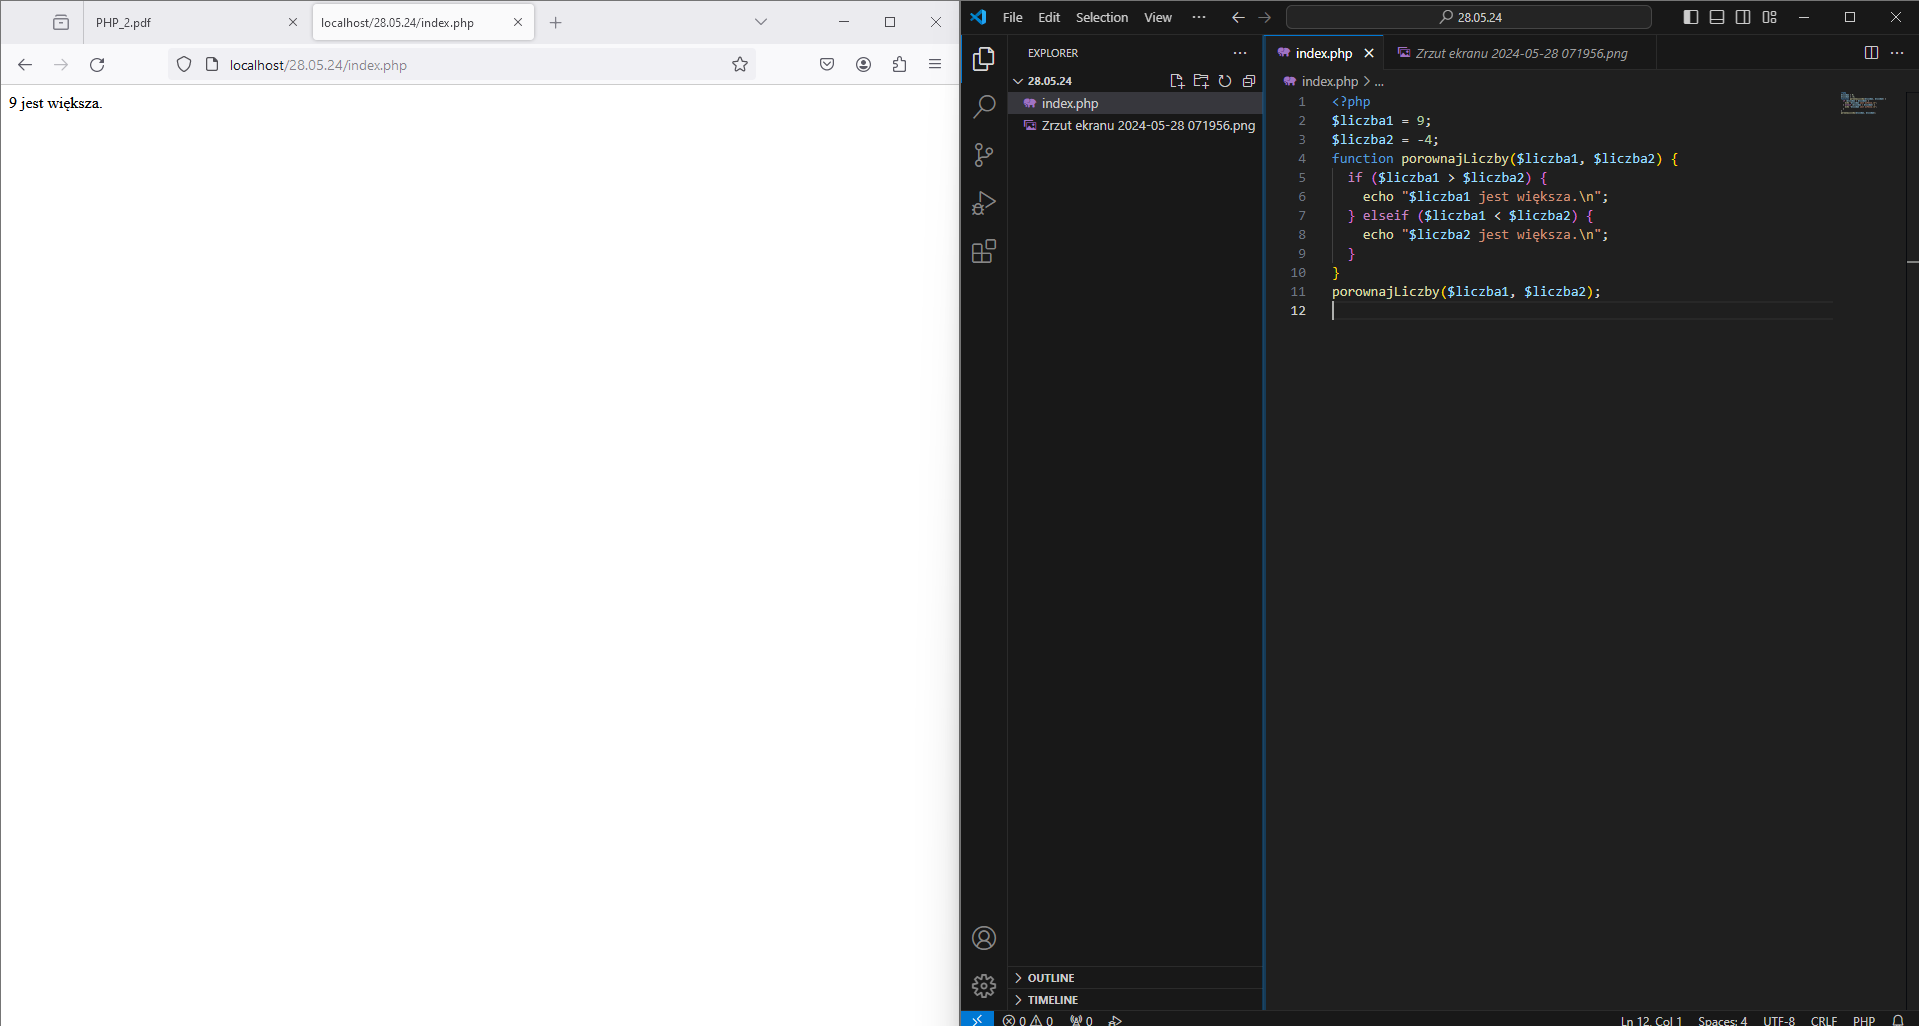 PHP_2.pdf
localhost/28.05.24/index.php
localhost/28.05.24/index.php
9 jest większa.
File Edit Selection View ···
28.05.24
EXPLORER
28.05.24
index.php
Zrzut ekranu 2024-05-28 071956.png
OUTLINE
TIMELINE
index.php
Zrzut ekranu 2024-05-28 071956.png
index.php > ...
1 <?php
2 $liczba1 = 9;
3 $liczba2 = -4;
4 function porownajLiczby($liczba1, $liczba2) {
5 if ($liczba1 > $liczba2) {
6 echo "$liczba1 jest większa.\n";
7 } elseif ($liczba1 < $liczba2) {
8 echo "$liczba2 jest większa.\n";
9 }
10 }
11 porownajLiczby($liczba1, $liczba2);
12
0 0 0
Ln 12, Col 1 Spaces: 4 UTF-8 CRLF PHP